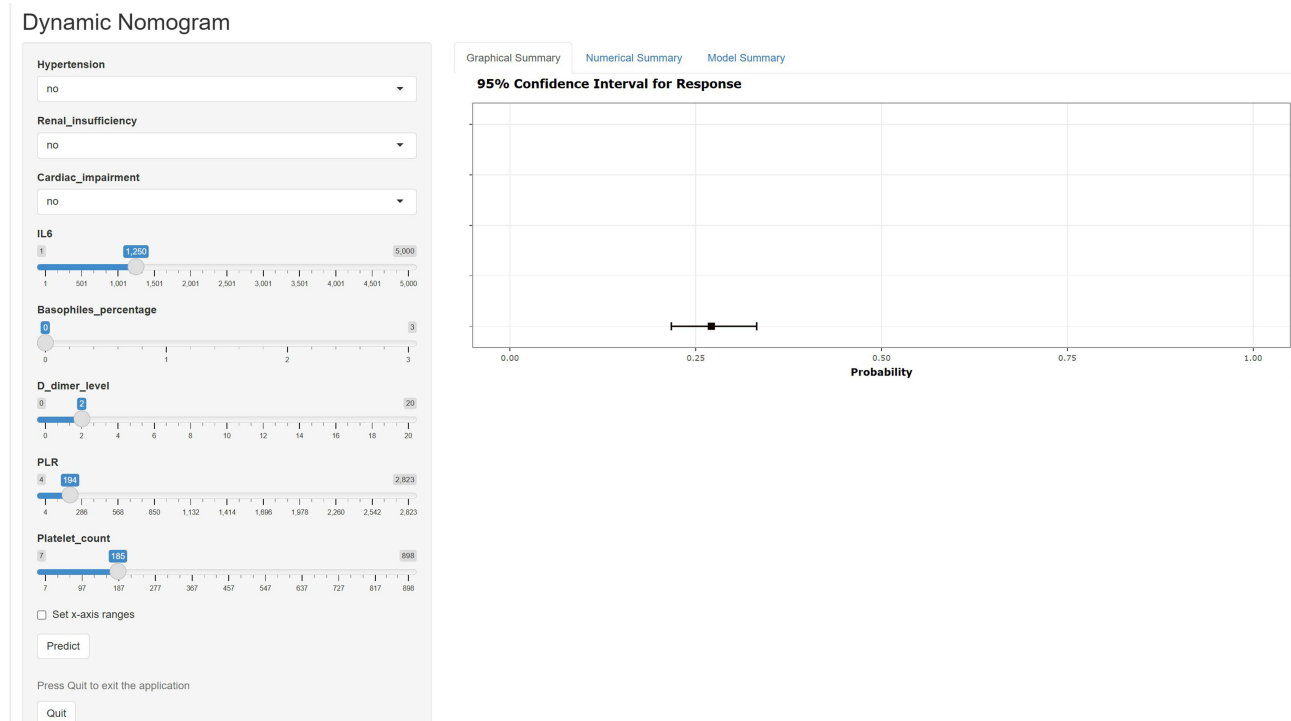 Dynamic Nomogram
Hypertension
no
Renal_insufficiency
no
Cardiac_impairment
no
IL6
1 1,250 5,000
1 501 1,001 1,501 2,001 2,501 3,001 3,501 4,001 4,501 5,000
Basophiles_percentage
0 3
0 1 2 3
D_dimer_level
0 2 20
0 2 4 6 8 10 12 14 16 18 20
PLR
4 194 2,823
4 286 568 850 1,132 1,414 1,696 1,978 2,260 2,542 2,823
Platelet_count
7 185 898
7 97 187 277 367 457 547 637 727 817 898
Set x-axis ranges
Predict
Press Quit to exit the application
Quit
Graphical Summary Numerical Summary Model Summary
95% Confidence Interval for Response
0.00 0.25 0.50 0.75 1.00
Probability